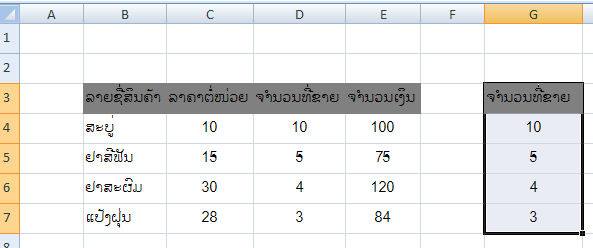 A B C D E F G
1
2
3 ລາຍຊື່ສິນຄ້າ ລາຄາຕໍ່ໜ່ວຍ ຈຳນວນທີ່ຂາຍ ຈຳນວນເງິນ ຈຳນວນທີ່ຂາຍ
4 ສະບູ່ 10 10 100 10
5 ຢາສີຟັນ 15 5 75 5
6 ຢາສະຜົມ 30 4 120 4
7 ແປ້ງຝຸ່ນ 28 3 84 3
8